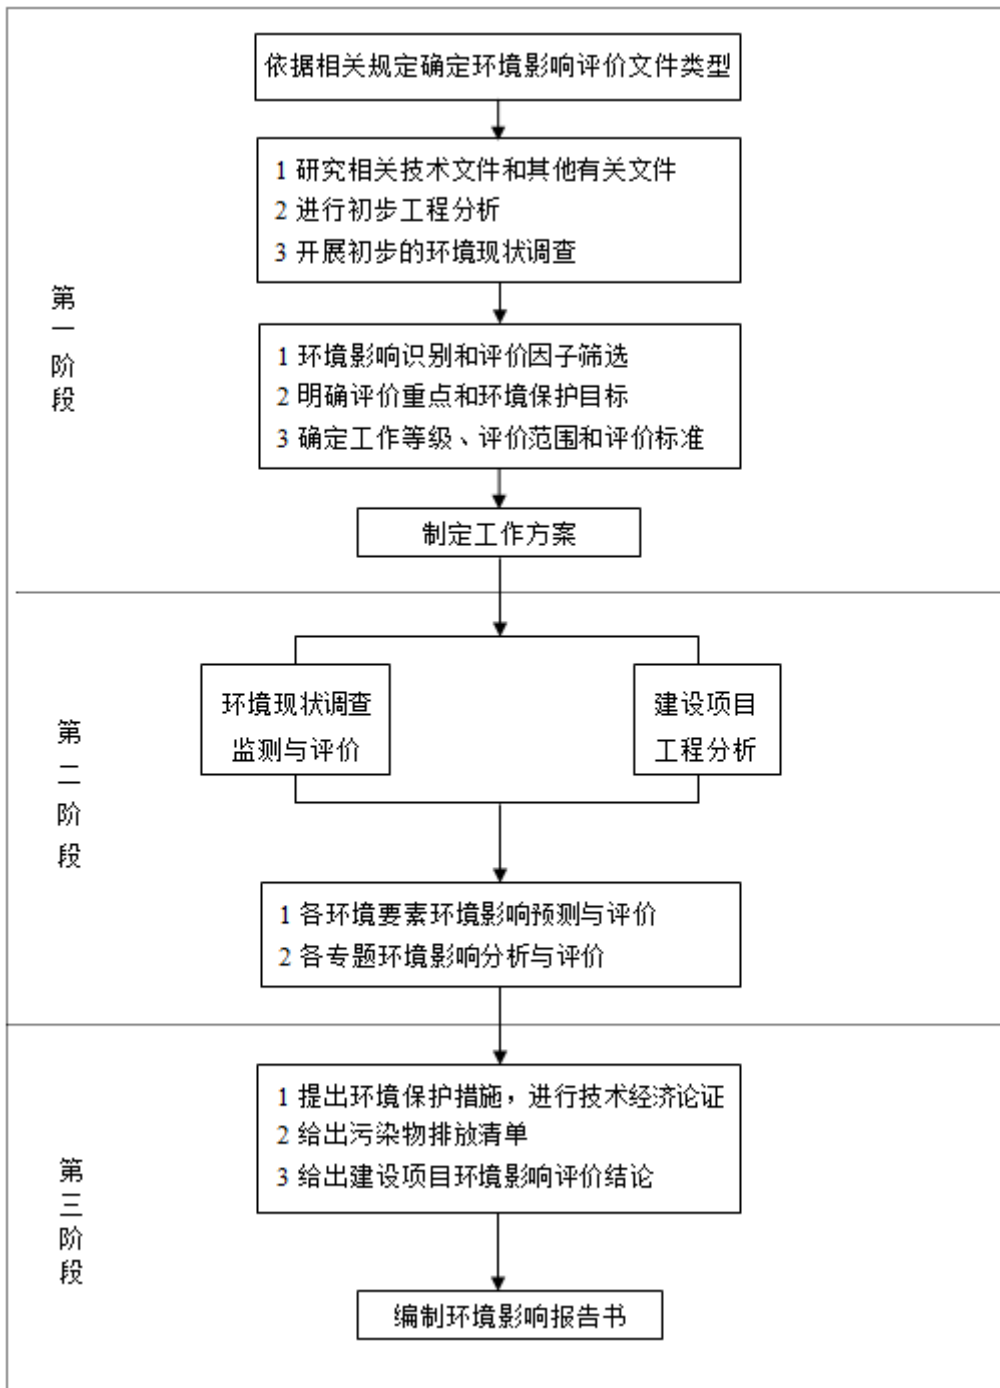 依据相关规定确定环境影响评价文件类型
1 研究相关技术文件和其他有关文件
2 进行初步工程分析
3 开展初步的环境现状调查
第一阶段
1 环境影响识别和评价因子筛选
2 明确评价重点和环境保护目标
3 确定工作等级、评价范围和评价标准
制定工作方案
第二阶段
环境现状调查
监测与评价
建设项目
工程分析
1 各环境要素环境影响预测与评价
2 各专题环境影响分析与评价
第三阶段
1 提出环境保护措施，进行技术经济论证
2 给出污染物排放清单
3 给出建设项目环境影响评价结论
编制环境影响报告书